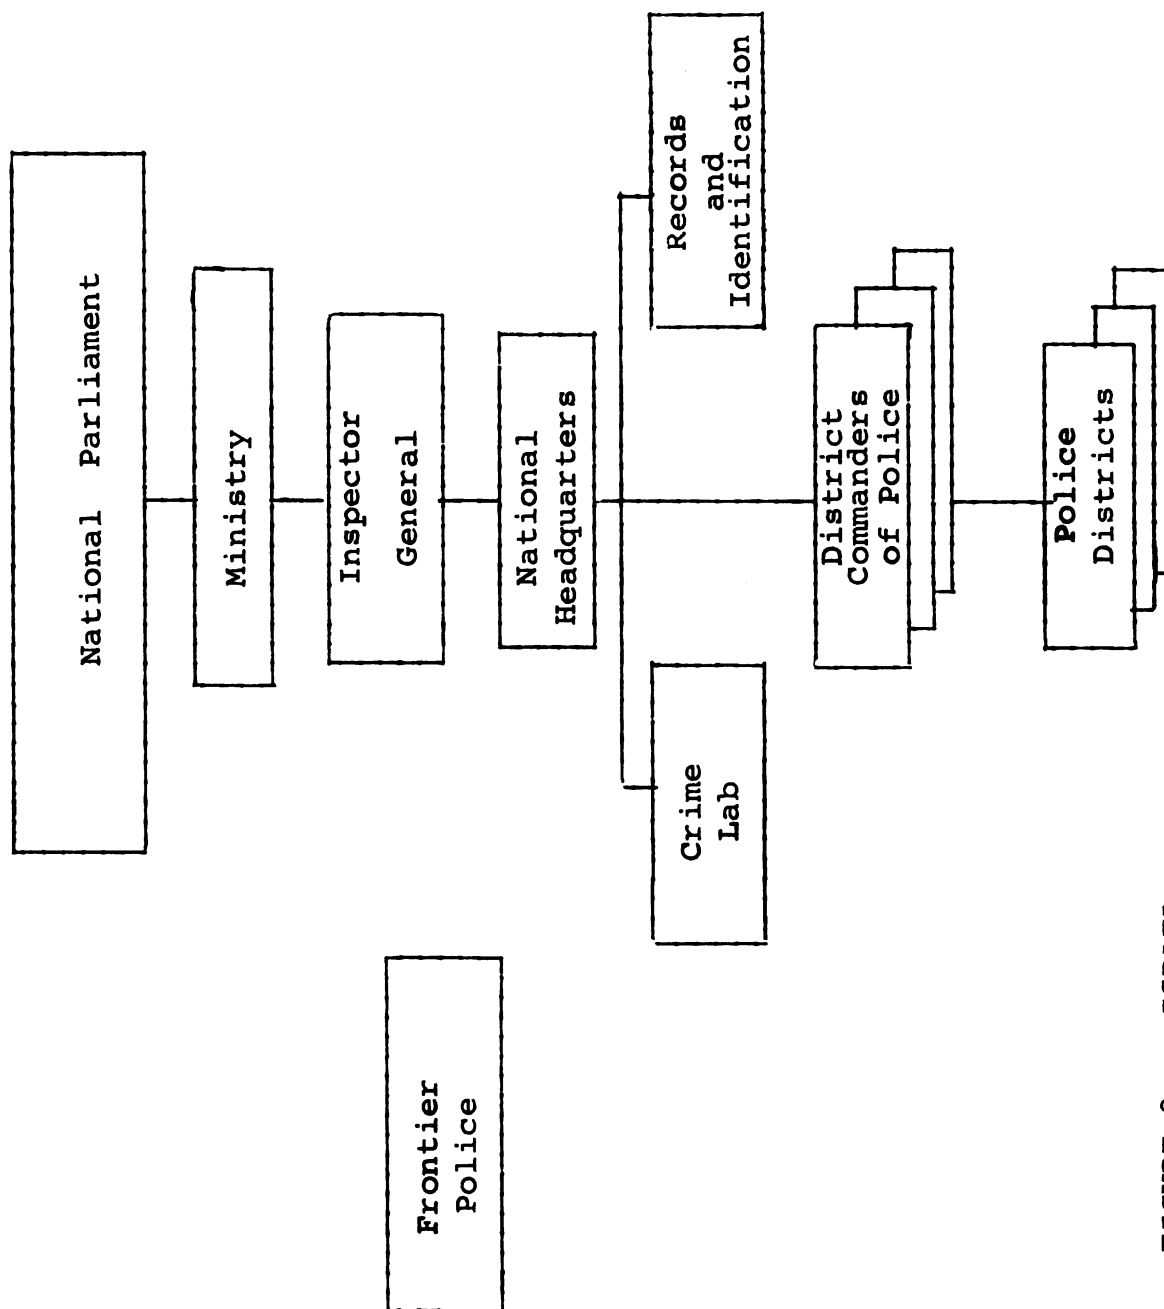 National Parliament
Ministry
Inspector
General
National
Headquarters
Crime
Lab
Records
and
Identification
Frontier
Police
District
Commanders
of Police
Police
Districts